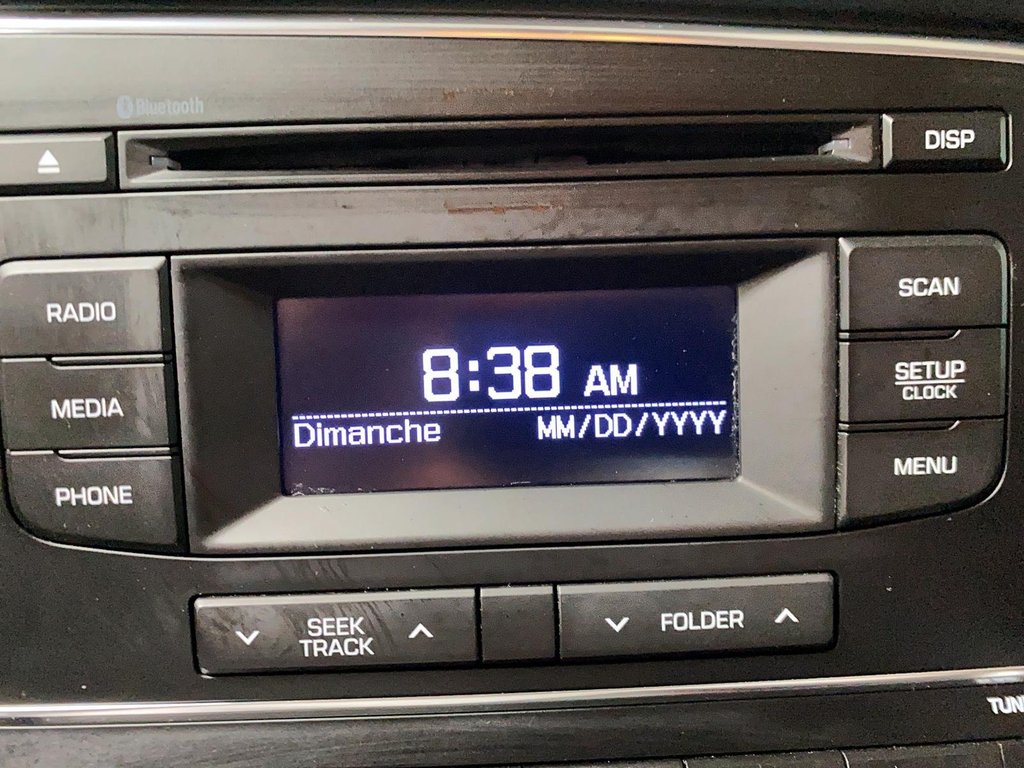 Bluetooth
DISP
RADIO
MEDIA
PHONE
8:38 AM
Dimanche MM/DD/YYYY
SCAN
SETUP
CLOCK
MENU
SEEK
TRACK
FOLDER